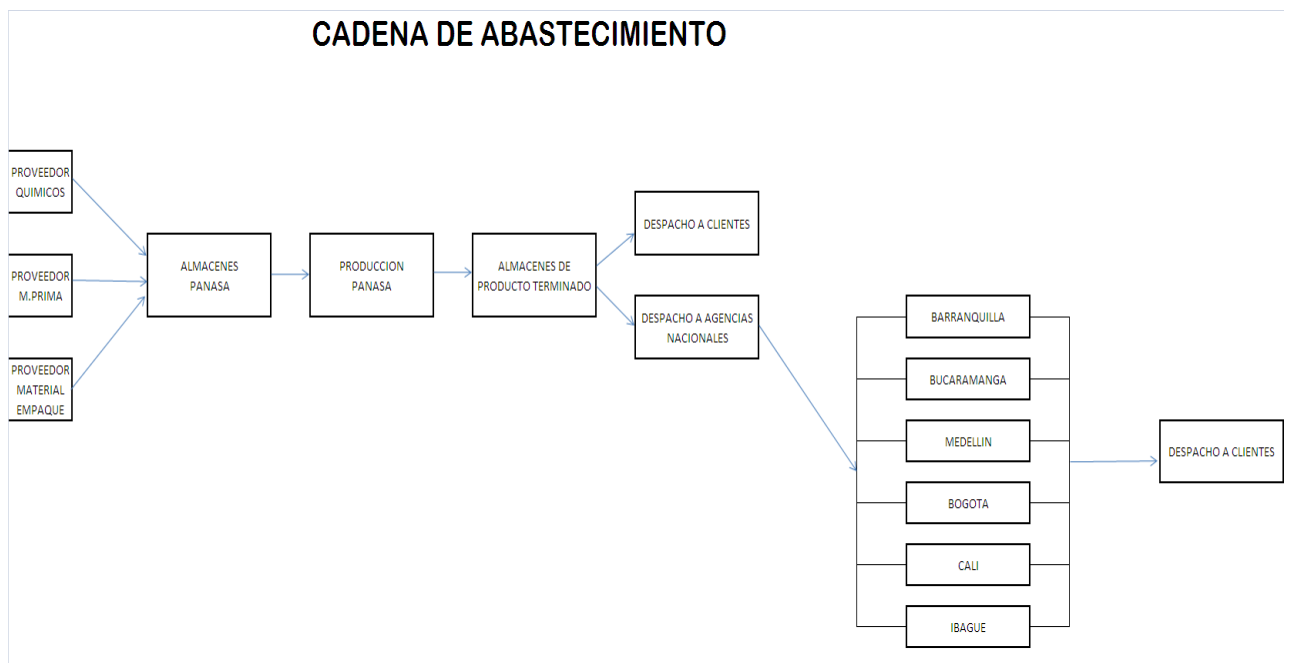 CADENA DE ABASTECIMIENTO
PROVEEDOR
QUIMICOS
PROVEEDOR
M.PRIMA
PROVEEDOR
MATERIAL
EMPAQUE
ALMACENES
PANASA
PRODUCCION
PANASA
ALMACENES DE
PRODUCTO TERMINADO
DESPACHO A CLIENTES
DESPACHO A AGENCIAS
NACIONALES
BARRANQUILLA
BUCARAMANGA
MEDELLIN
BOGOTA
CALI
IBAGUE
DESPACHO A CLIENTES